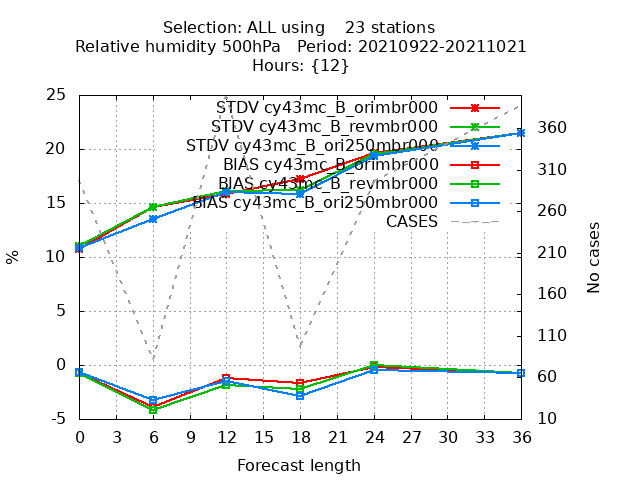 Selection: ALL using 23 stations
Relative humidity 500hPa Period: 20210922-20211021
Hours: {12}
STDV cy43mc_B_orimbr000
STDV cy43mc_B_revmbr000
STDV cy43mc_B_ori250mbr000
BIAS cy43mc_B_orimbr000
BIAS cy43mc_B_revmbr000
BIAS cy43mc_B_ori250mbr000
CASES
25
20
15
10
5
0
-5
%
360
310
260
210
160
110
60
10
No cases
0 3 6 9 12 15 18 21 24 27 30 33 36
Forecast length